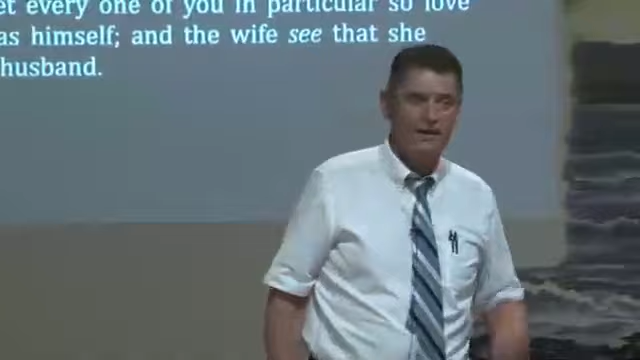 et every one of you in particular so love
as himself; and the wife see that she
husband.